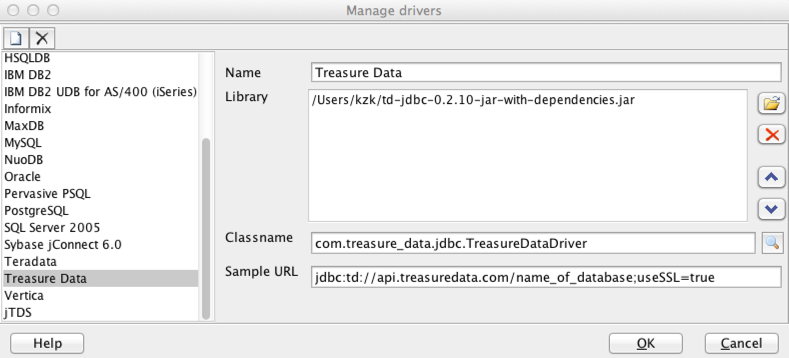 Manage drivers
HSQLDB
IBM DB2
IBM DB2 UDB for AS/400 (iSeries)
Informix
MaxDB
MySQL
NuoDB
Oracle
Pervasive PSQL
PostgreSQL
SQL Server 2005
Sybase jConnect 6.0
Teradata
Treasure Data
Vertica
jTDS
Name
Treasure Data
Library
/Users/kzk/td-jdbc-0.2.10-jar-with-dependencies.jar
Classname
com.treasure_data.jdbc.TreasureDataDriver
Sample URL
jdbc:td://api.treasuredata.com/name_of_database;useSSL=true
Help
OK
Cancel